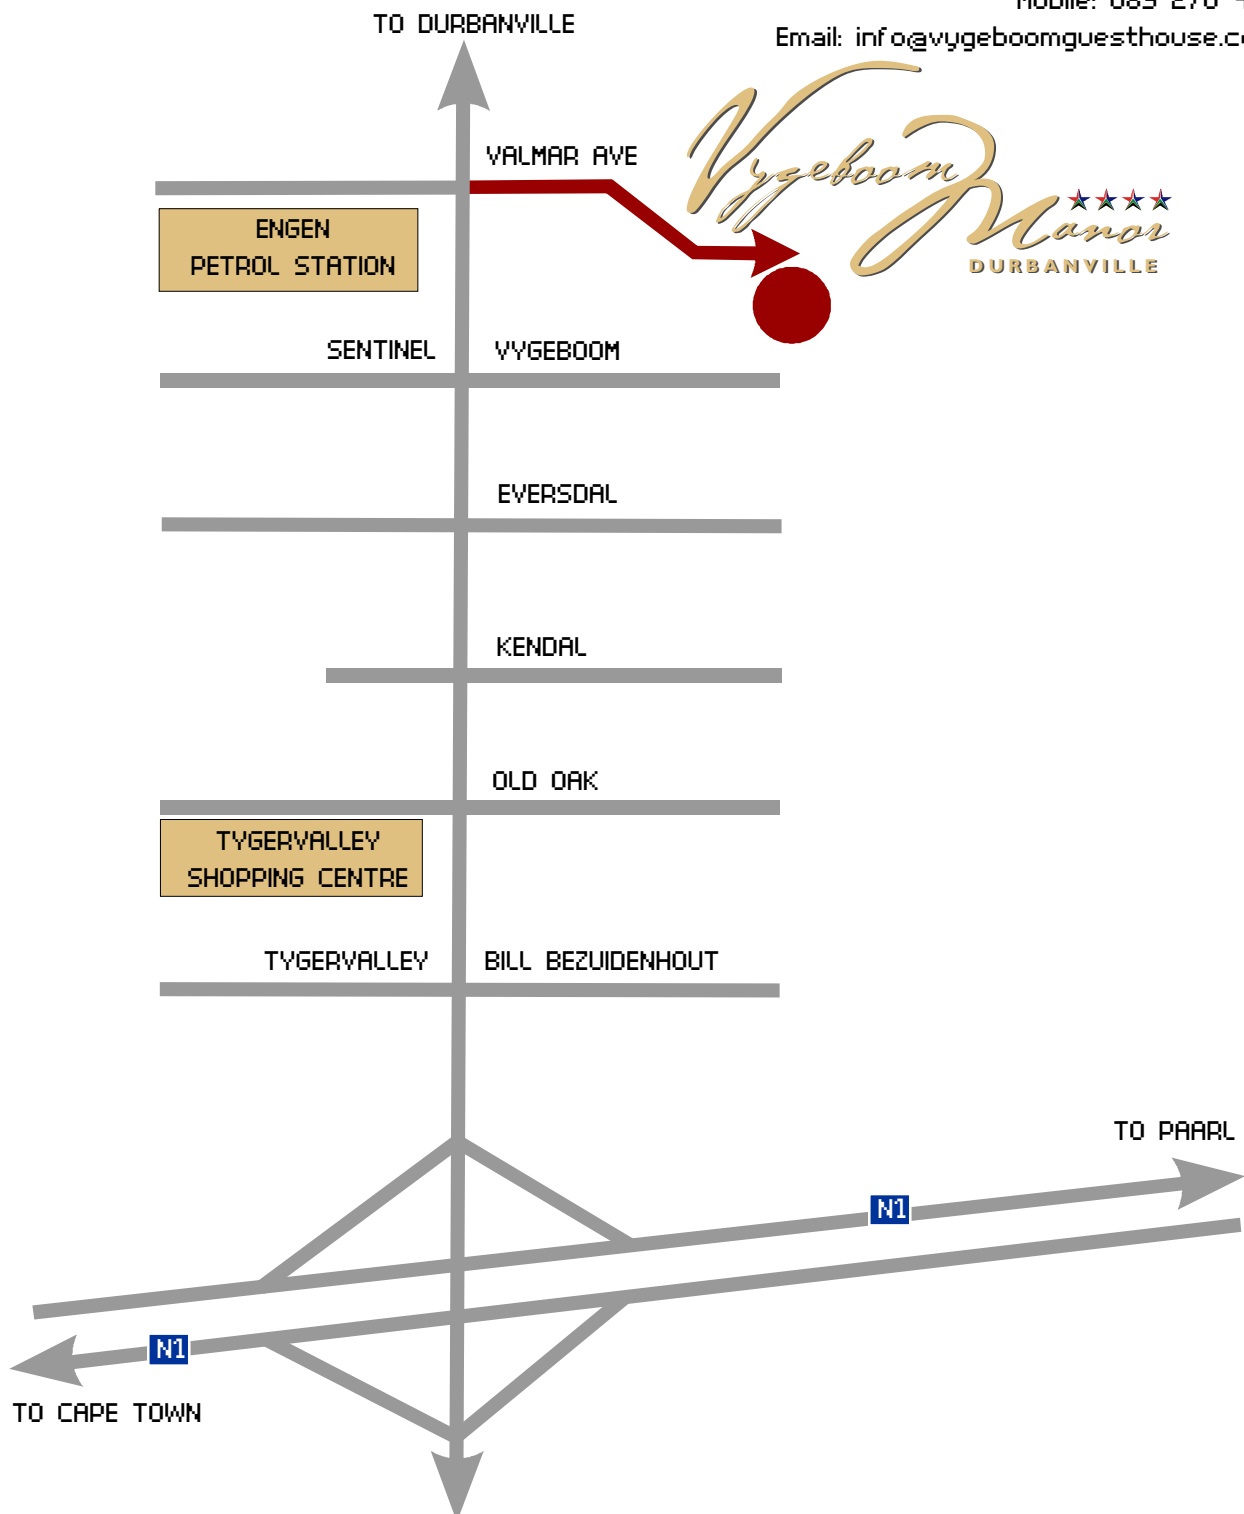 Email: info@vygeboomguesthouse.co
TO DURBANVILLE
VALMAR AVE
Vygeboom
Manor
DURBANVILLE
ENGEN
PETROL STATION
SENTINEL VYGEBOOM
EVERSDAL
KENDAL
OLD OAK
TYGERVALLEY
SHOPPING CENTRE
TYGERVALLEY BILL BEZUIDENHOUT
TO PAARL
N1
N1
TO CAPE TOWN